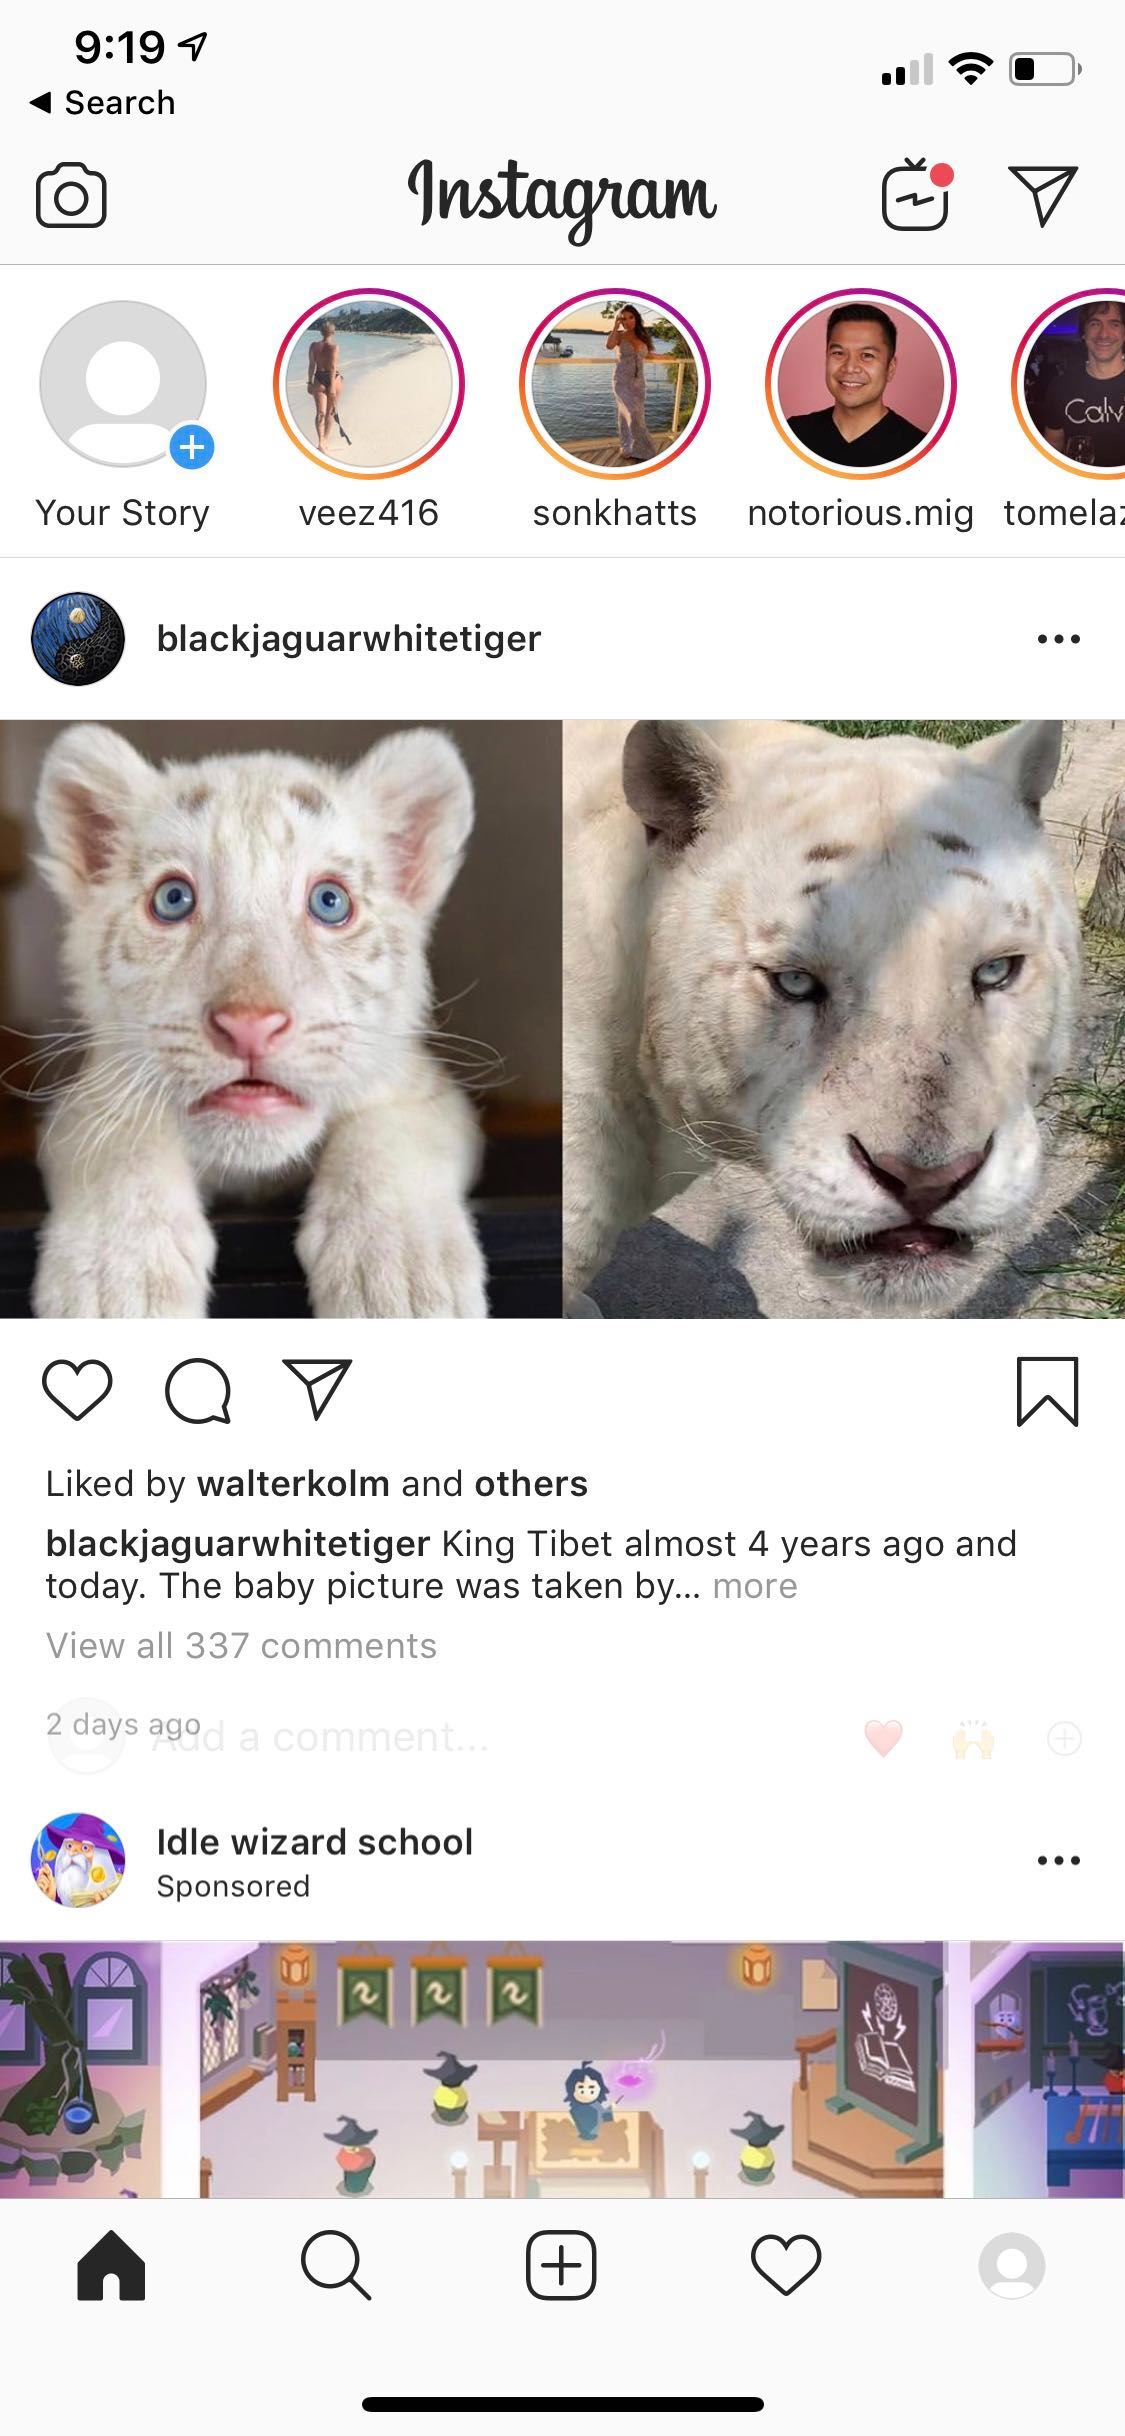 9:19
Search
Instagram
Your Story
veez416
sonkhatts
notorious.mig
tomelaz
Calv
blackjaguarwhitetiger
Liked by walterkolm and others
blackjaguarwhitetiger King Tibet almost 4 years ago and
today. The baby picture was taken by... more
View all 337 comments
2 days ago
Add a comment...
Idle wizard school
Sponsored